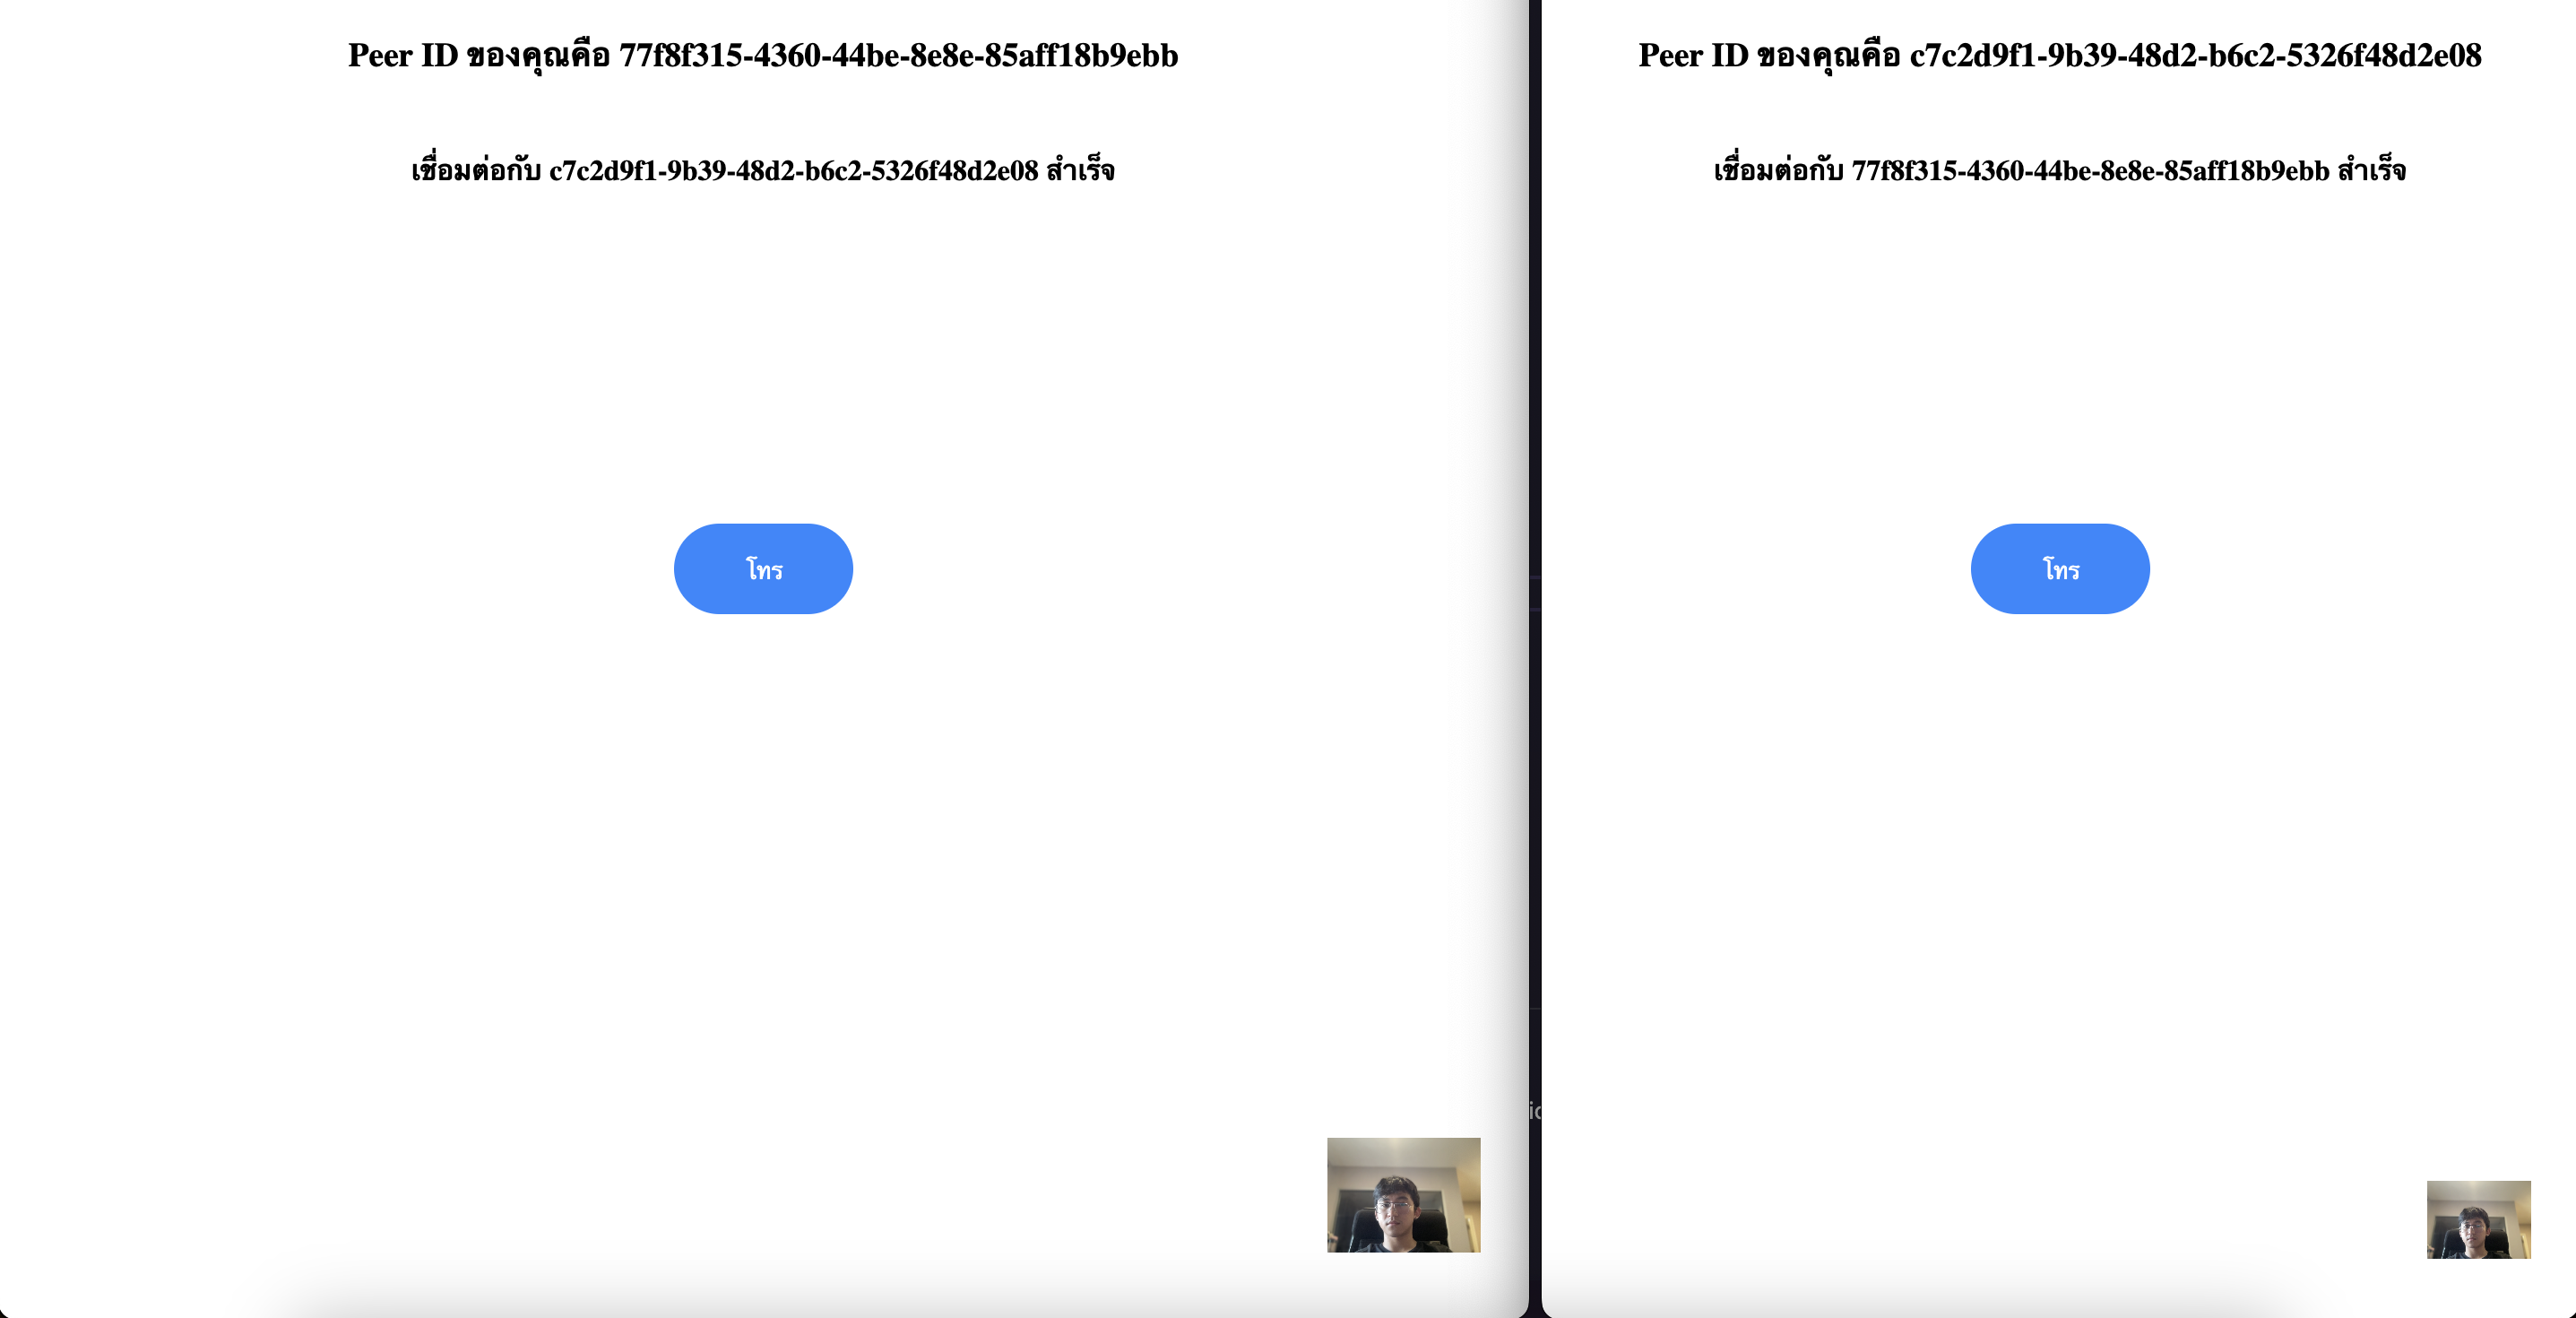 Peer ID ของคุณคือ 77f8f315-4360-44be-8e8e-85aff18b9ebb
เชื่อมต่อกับ c7c2d9f1-9b39-48d2-b6c2-5326f48d2e08 สำเร็จ
โทร
Peer ID ของคุณคือ c7c2d9f1-9b39-48d2-b6c2-5326f48d2e08
เชื่อมต่อกับ 77f8f315-4360-44be-8e8e-85aff18b9ebb สำเร็จ
โทร